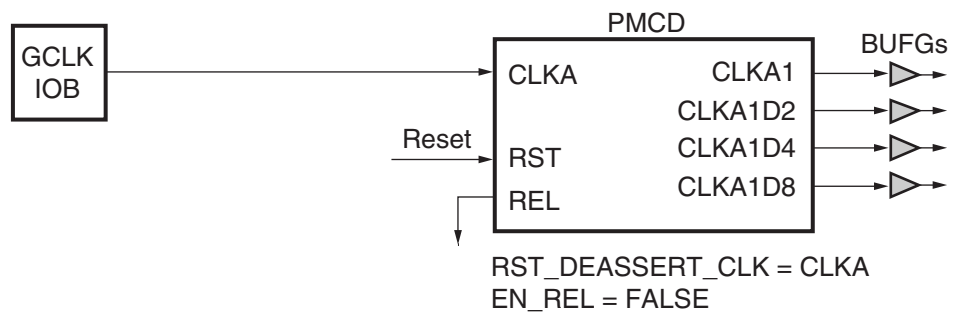 PMCD
BUFGs
GCLK
IOB
CLKA
CLKA1
CLKA1D2
Reset
CLKA1D4
RST
CLKA1D8
REL
RST_DEASSERT_CLK = CLKA
EN_REL = FALSE